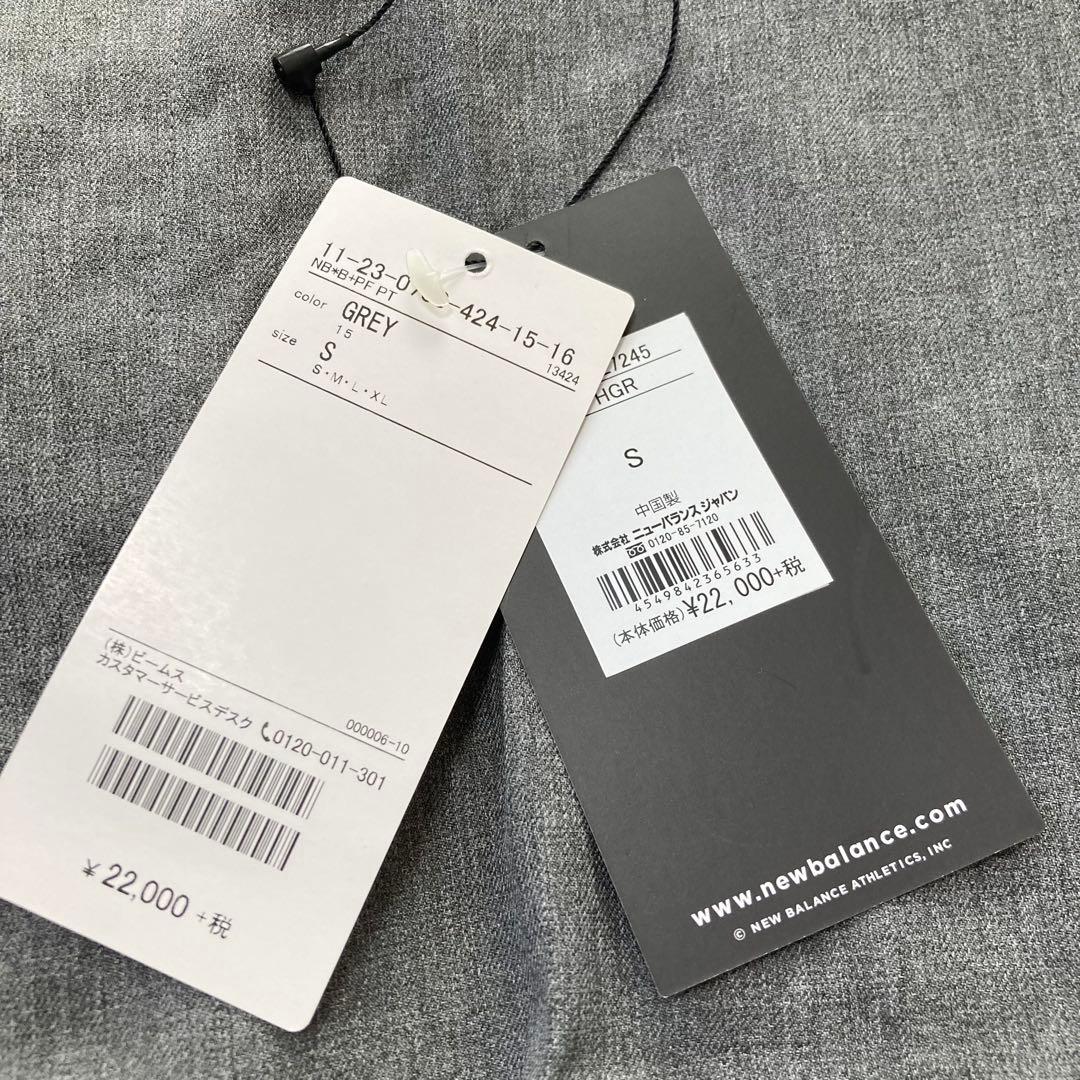 11-23-07
-424-15-16
NB*B+PF PT
13424
color GREY
15
size S
S・M・L・XL
(株)ビームス
カスタマーサービスデスク 0120-011-301
000006-10
¥22,000 +税
7245
HGR
S
中国製
株式会社 ニューバランス ジャパン
0120-85-7120
4549842365633
(本体価格)¥22,000+税
www.newbalance.com
© NEW BALANCE ATHLETICS, INC